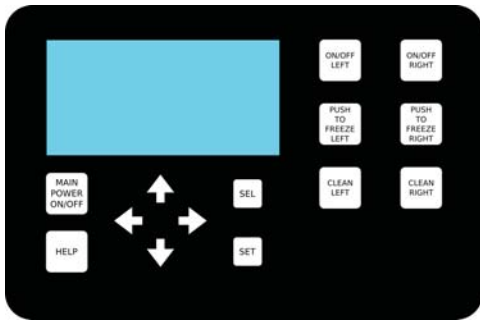 ON/OFF
LEFT
ON/OFF
RIGHT
PUSH
TO
FREEZE
LEFT
PUSH
TO
FREEZE
RIGHT
MAIN
POWER
ON/OFF
SEL
CLEAN
LEFT
CLEAN
RIGHT
HELP
SET